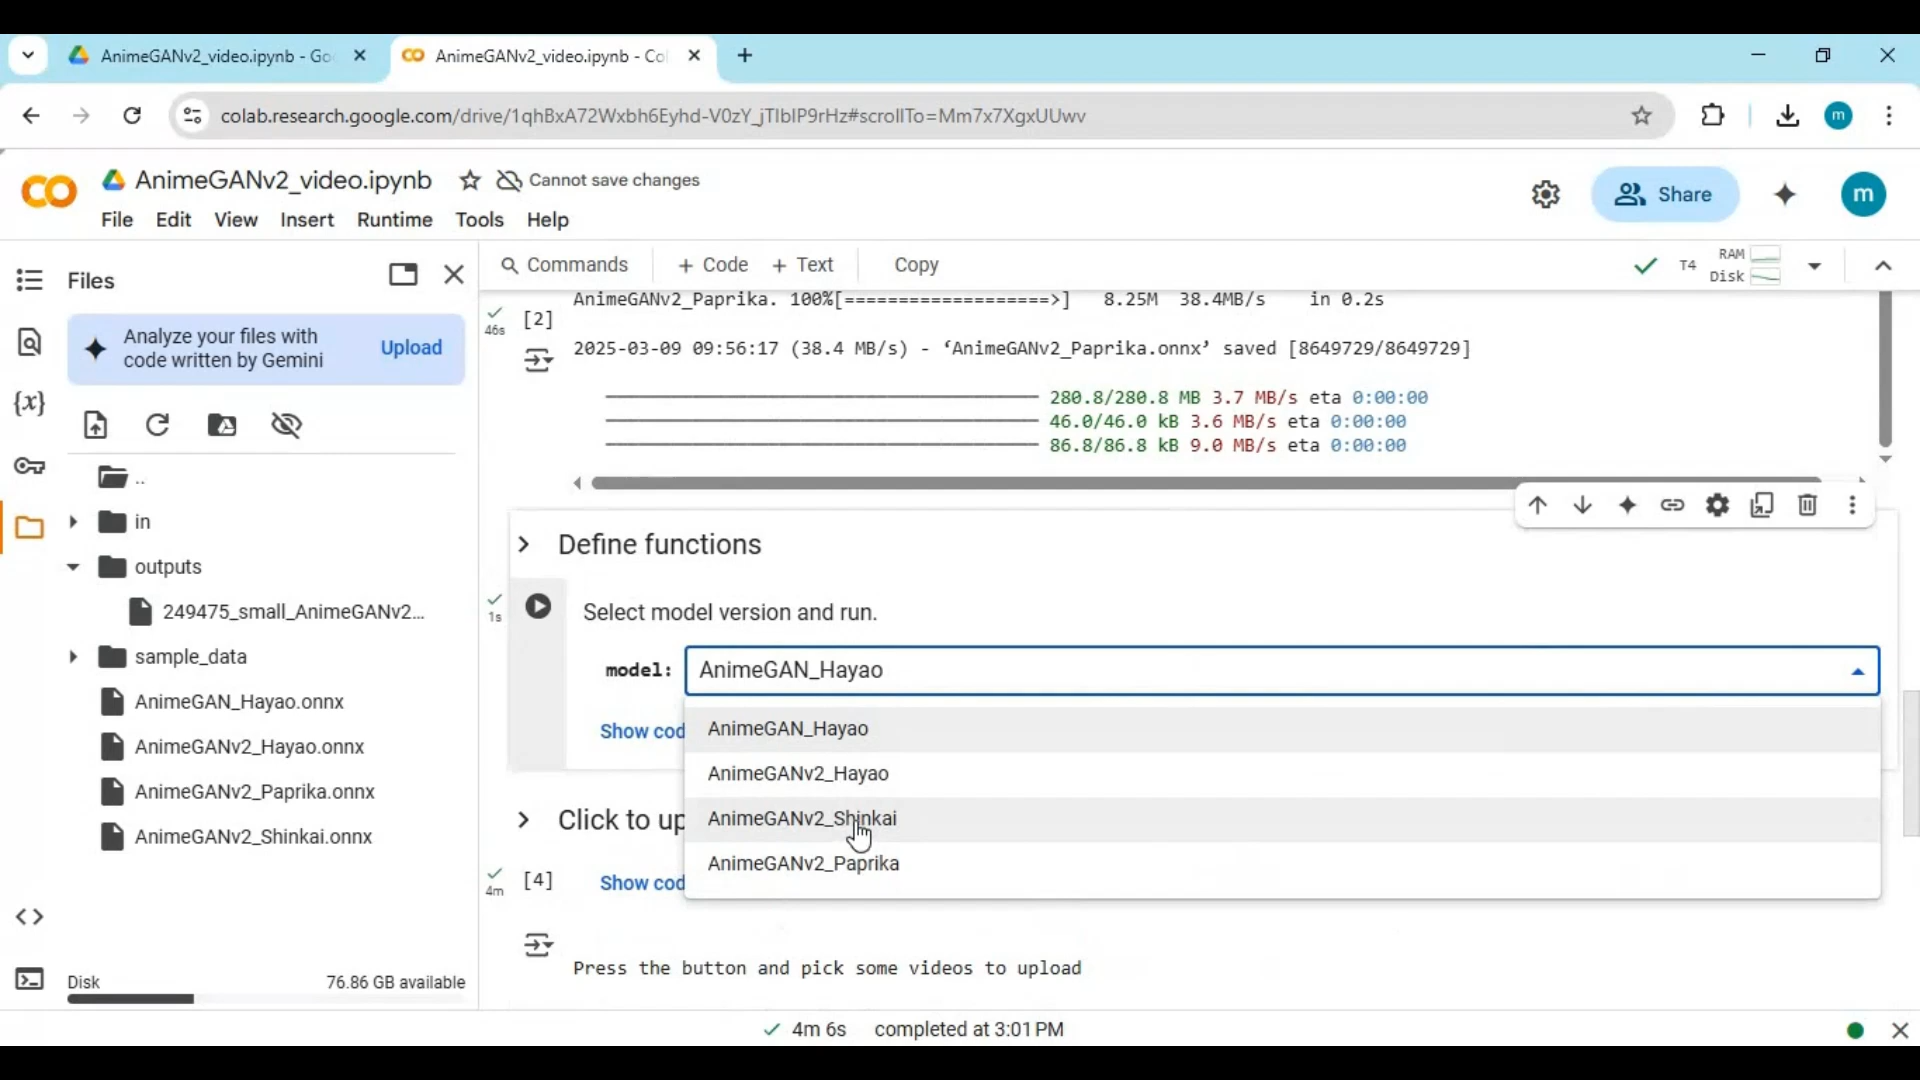 AnimeGANv2_video.ipynb - Goo
AnimeGANv2_video.ipynb - Col
colab.research.google.com/drive/1qhBxA72Wxbh6Eyhd-V0zY_jTIbIP9rHz#scrollTo=Mm7x7XgxUUwv
m
AnimeGANv2_video.ipynb
Cannot save changes
Share
m
File Edit View Insert Runtime Tools Help
Files
Commands
+ Code + Text
Copy
T4
RAM
Disk
Analyze your files with
code written by Gemini
Upload
{x}
..
in
outputs
249475_small_AnimeGANv2...
sample_data
AnimeGAN_Hayao.onnx
AnimeGANv2_Hayao.onnx
AnimeGANv2_Paprika.onnx
AnimeGANv2_Shinkai.onnx
Disk
76.86 GB available
46s
[2]
AnimeGANv2_Paprika. 100%[===================>] 8.25M 38.4MB/s in 0.2s
2025-03-09 09:56:17 (38.4 MB/s) - ‘AnimeGANv2_Paprika.onnx’ saved [8649729/8649729]
280.8/280.8 MB 3.7 MB/s eta 0:00:00
46.0/46.0 kB 3.6 MB/s eta 0:00:00
86.8/86.8 kB 9.0 MB/s eta 0:00:00
Define functions
1s
Select model version and run.
model: AnimeGAN_Hayao
AnimeGAN_Hayao
AnimeGANv2_Hayao
AnimeGANv2_Shinkai
AnimeGANv2_Paprika
Show cod
Click to up
4m
[4]
Show cod
Press the button and pick some videos to upload
4m 6s completed at 3:01 PM